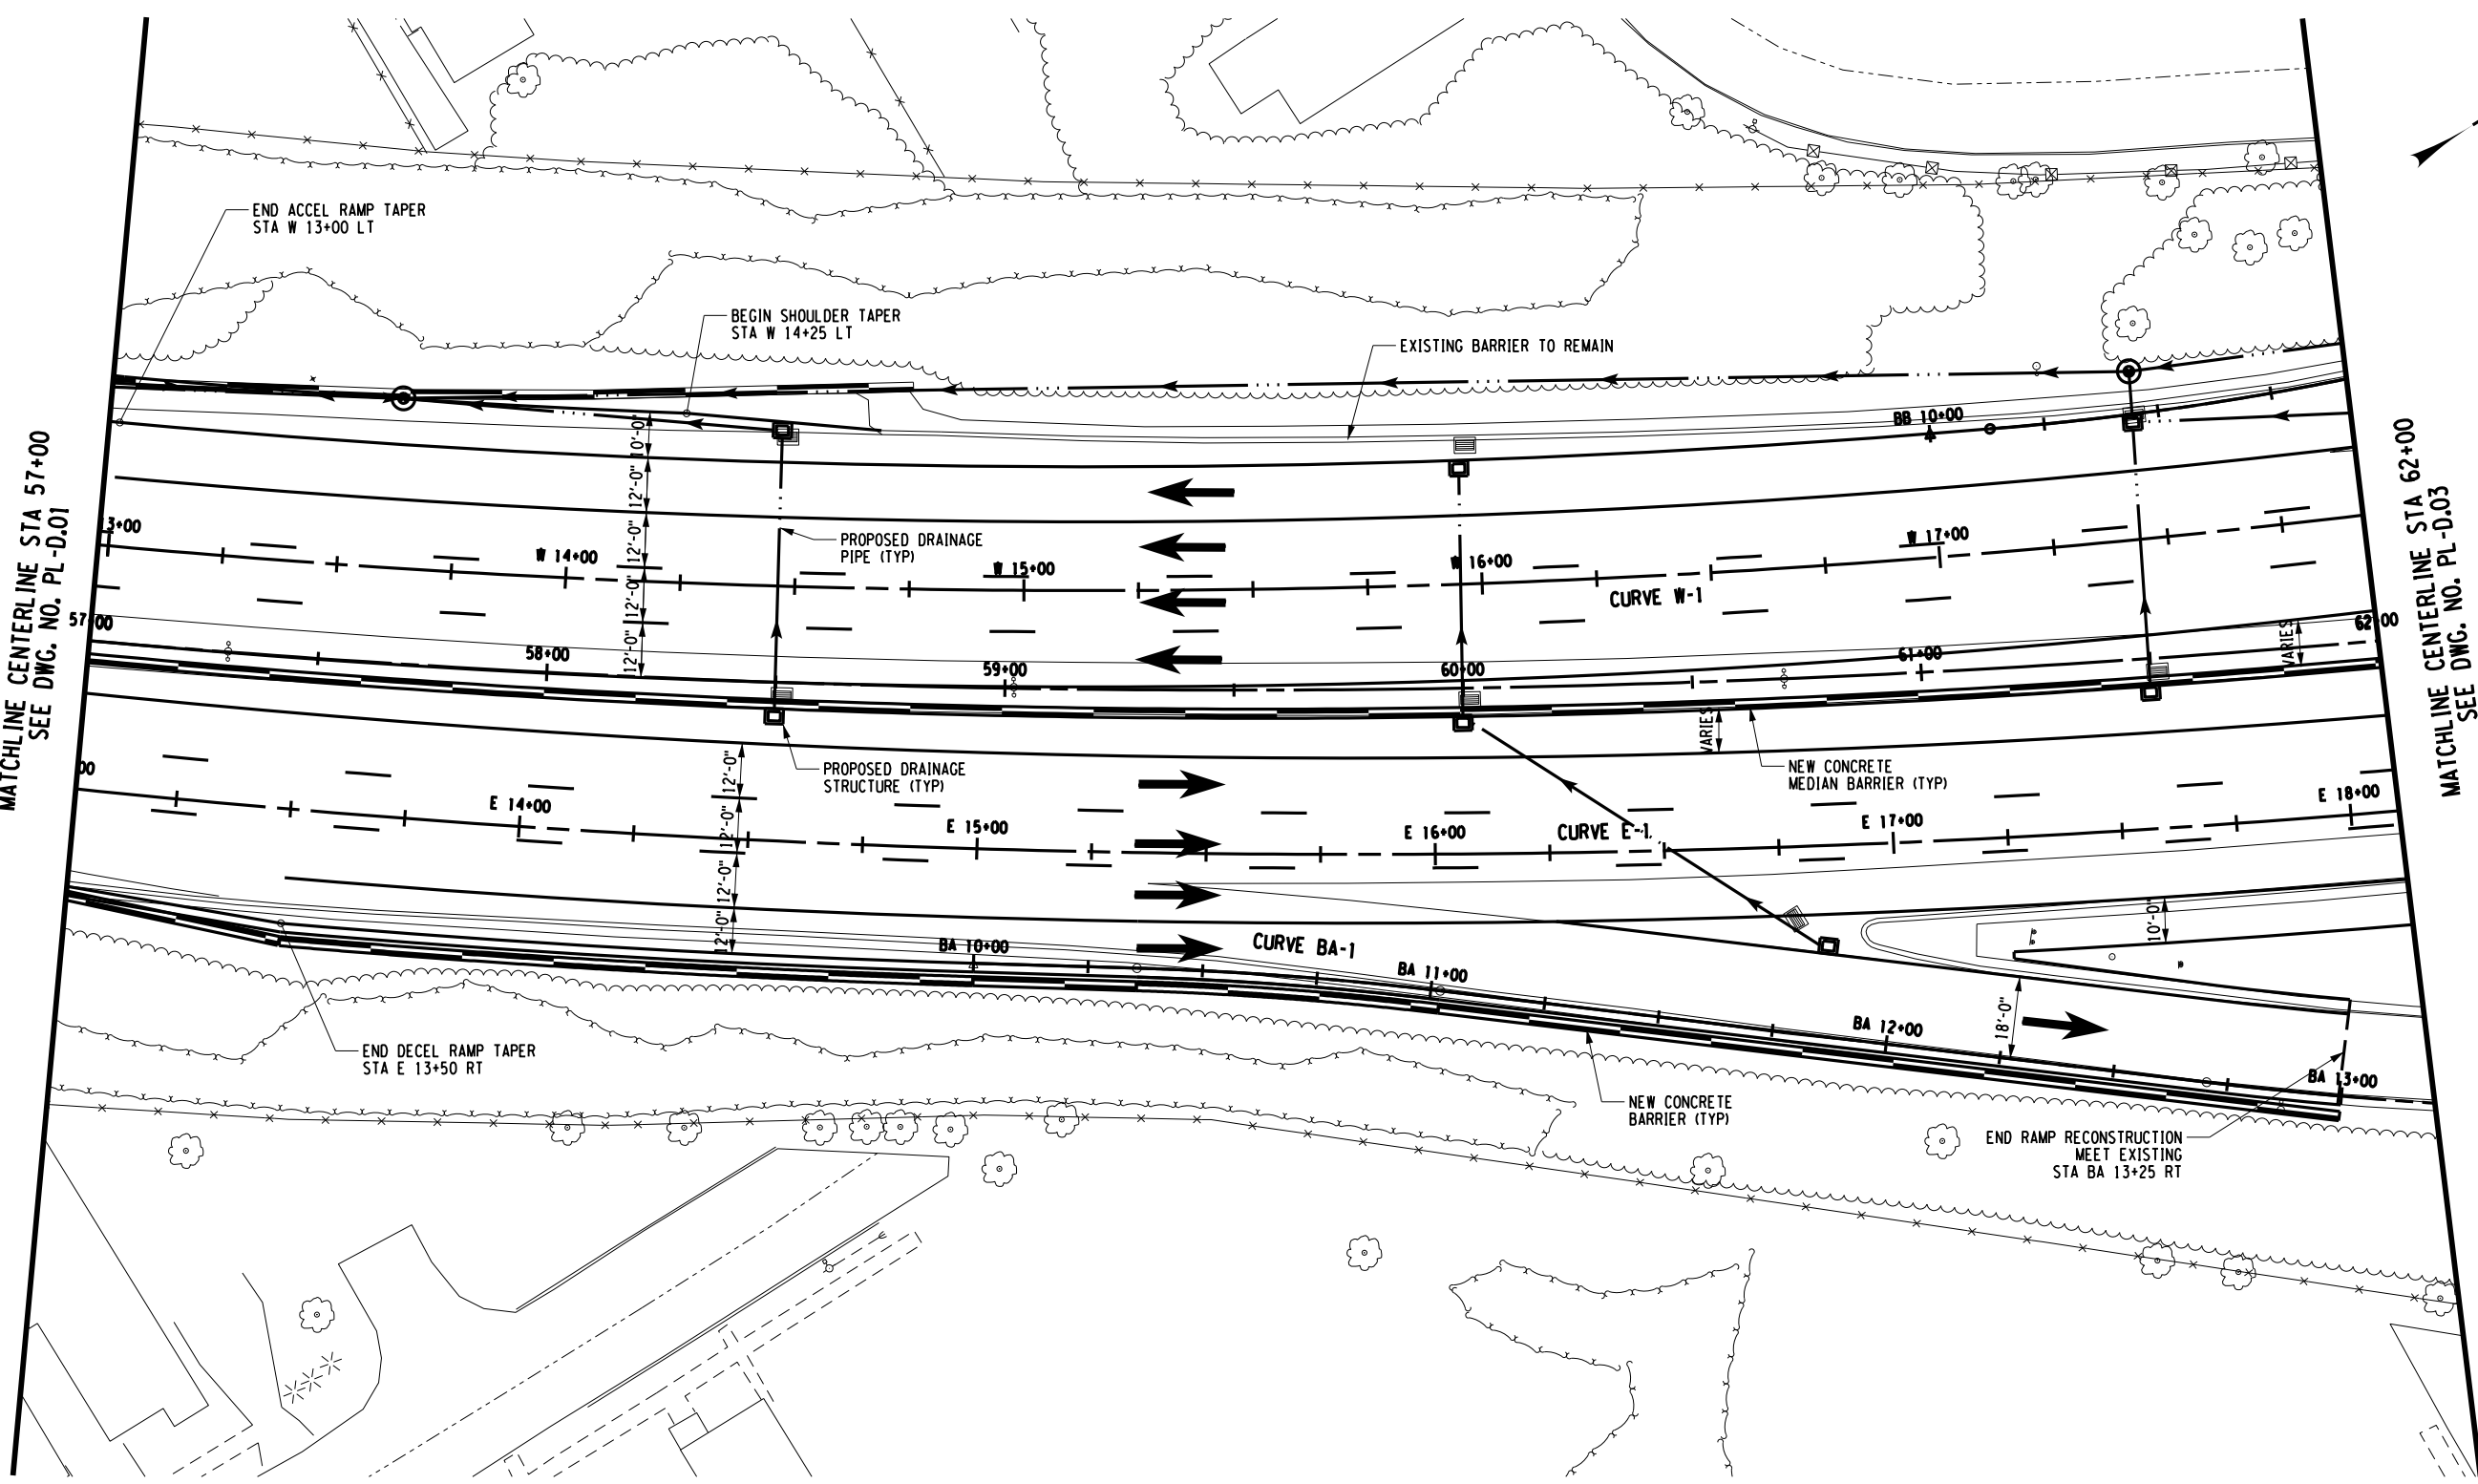 END ACCEL RAMP TAPER
STA W 13+00 LT
BEGIN SHOULDER TAPER
STA W 14+25 LT
EXISTING BARRIER TO REMAIN
BB 10+00
10'-0"
12'-0"
12'-0"
12'-0"
12'-0"
MATCHLINE CENTERLINE STA 57+00
SEE DWG. NO. PL-D.01
MATCHLINE CENTERLINE STA 62+00
SEE DWG. NO. PL-D.03
13+00
W 14+00
W 15+00
W 16+00
W 17+00
PROPOSED DRAINAGE
PIPE (TYP)
CURVE W-1
57+00
58+00
59+00
60+00
61+00
62+00
VARIES
VARIES
PROPOSED DRAINAGE
STRUCTURE (TYP)
NEW CONCRETE
MEDIAN BARRIER (TYP)
00
E 14+00
E 15+00
E 16+00
CURVE E-1
E 17+00
E 18+00
12'-0"
12'-0"
12'-0"
12'-0"
10'-0"
BA 10+00
CURVE BA-1
BA 11+00
BA 12+00
BA 13+00
18'-0"
END DECEL RAMP TAPER
STA E 13+50 RT
NEW CONCRETE
BARRIER (TYP)
END RAMP RECONSTRUCTION
MEET EXISTING
STA BA 13+25 RT